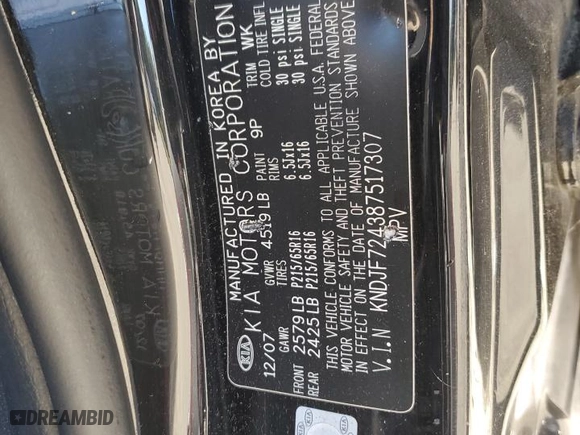 MANUFACTURED IN KOREA BY
KIA KIA MOTORS CORPORATION
12/07 GVWR 4519 LB PAINT 9P TRIM WK
GAWR TIRES RIMS COLD TIRE INFL
FRONT 2579 LB P215/65R16 6.5Jx16 30 psi SINGLE
REAR 2425 LB P215/65R16 6.5Jx16 30 psi SINGLE
THIS VEHICLE CONFORMS TO ALL APPLICABLE U.S.A. FEDERAL
MOTOR VEHICLE SAFETY AND THEFT PREVENTION STANDARDS
IN EFFECT ON THE DATE OF MANUFACTURE SHOWN ABOVE
V.I.N KNDJF724387517307
MPV
DREAMBID